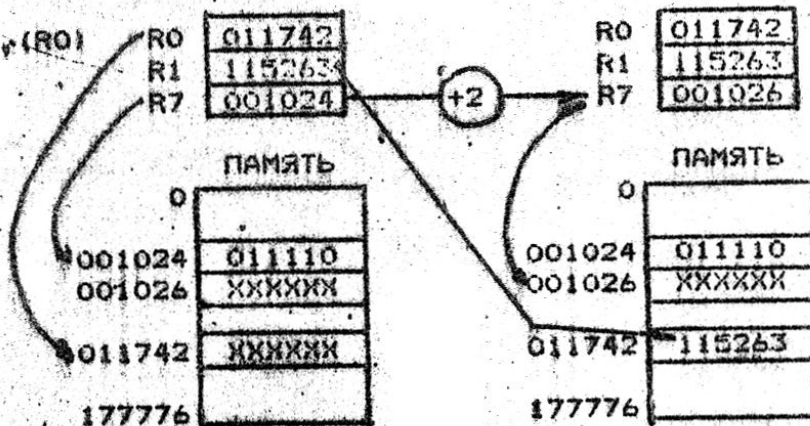 (R0) R0 011742 R0 011742
R1 115263 R1 115263
R7 001024 +2 R7 001026
ПАМЯТЬ ПАМЯТЬ
0 0
001024 011110 001024 011110
001026 XXXXXX 001026 XXXXXX
011742 XXXXXX 011742 115263
177776 177776